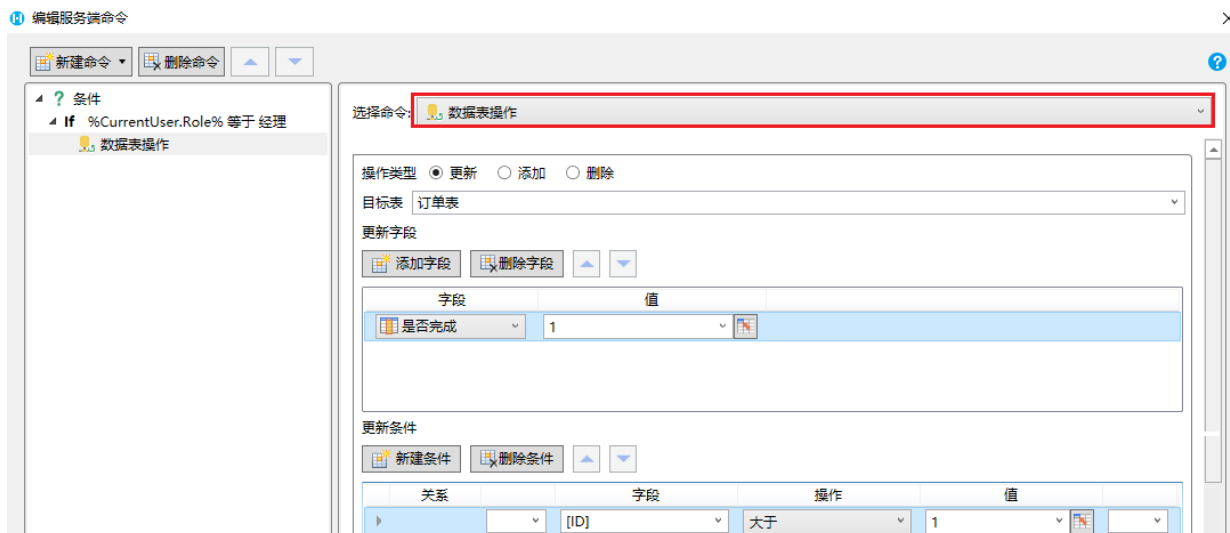 编辑服务端命令
新建命令 删除命令
条件
If %CurrentUser.Role% 等于 经理
数据表操作
选择命令: 数据表操作
操作类型 更新 添加 删除
目标表 订单表
更新字段
添加字段 删除字段
字段 值
是否完成 1
更新条件
新建条件 删除条件
关系 字段 操作 值
[ID] 大于 1